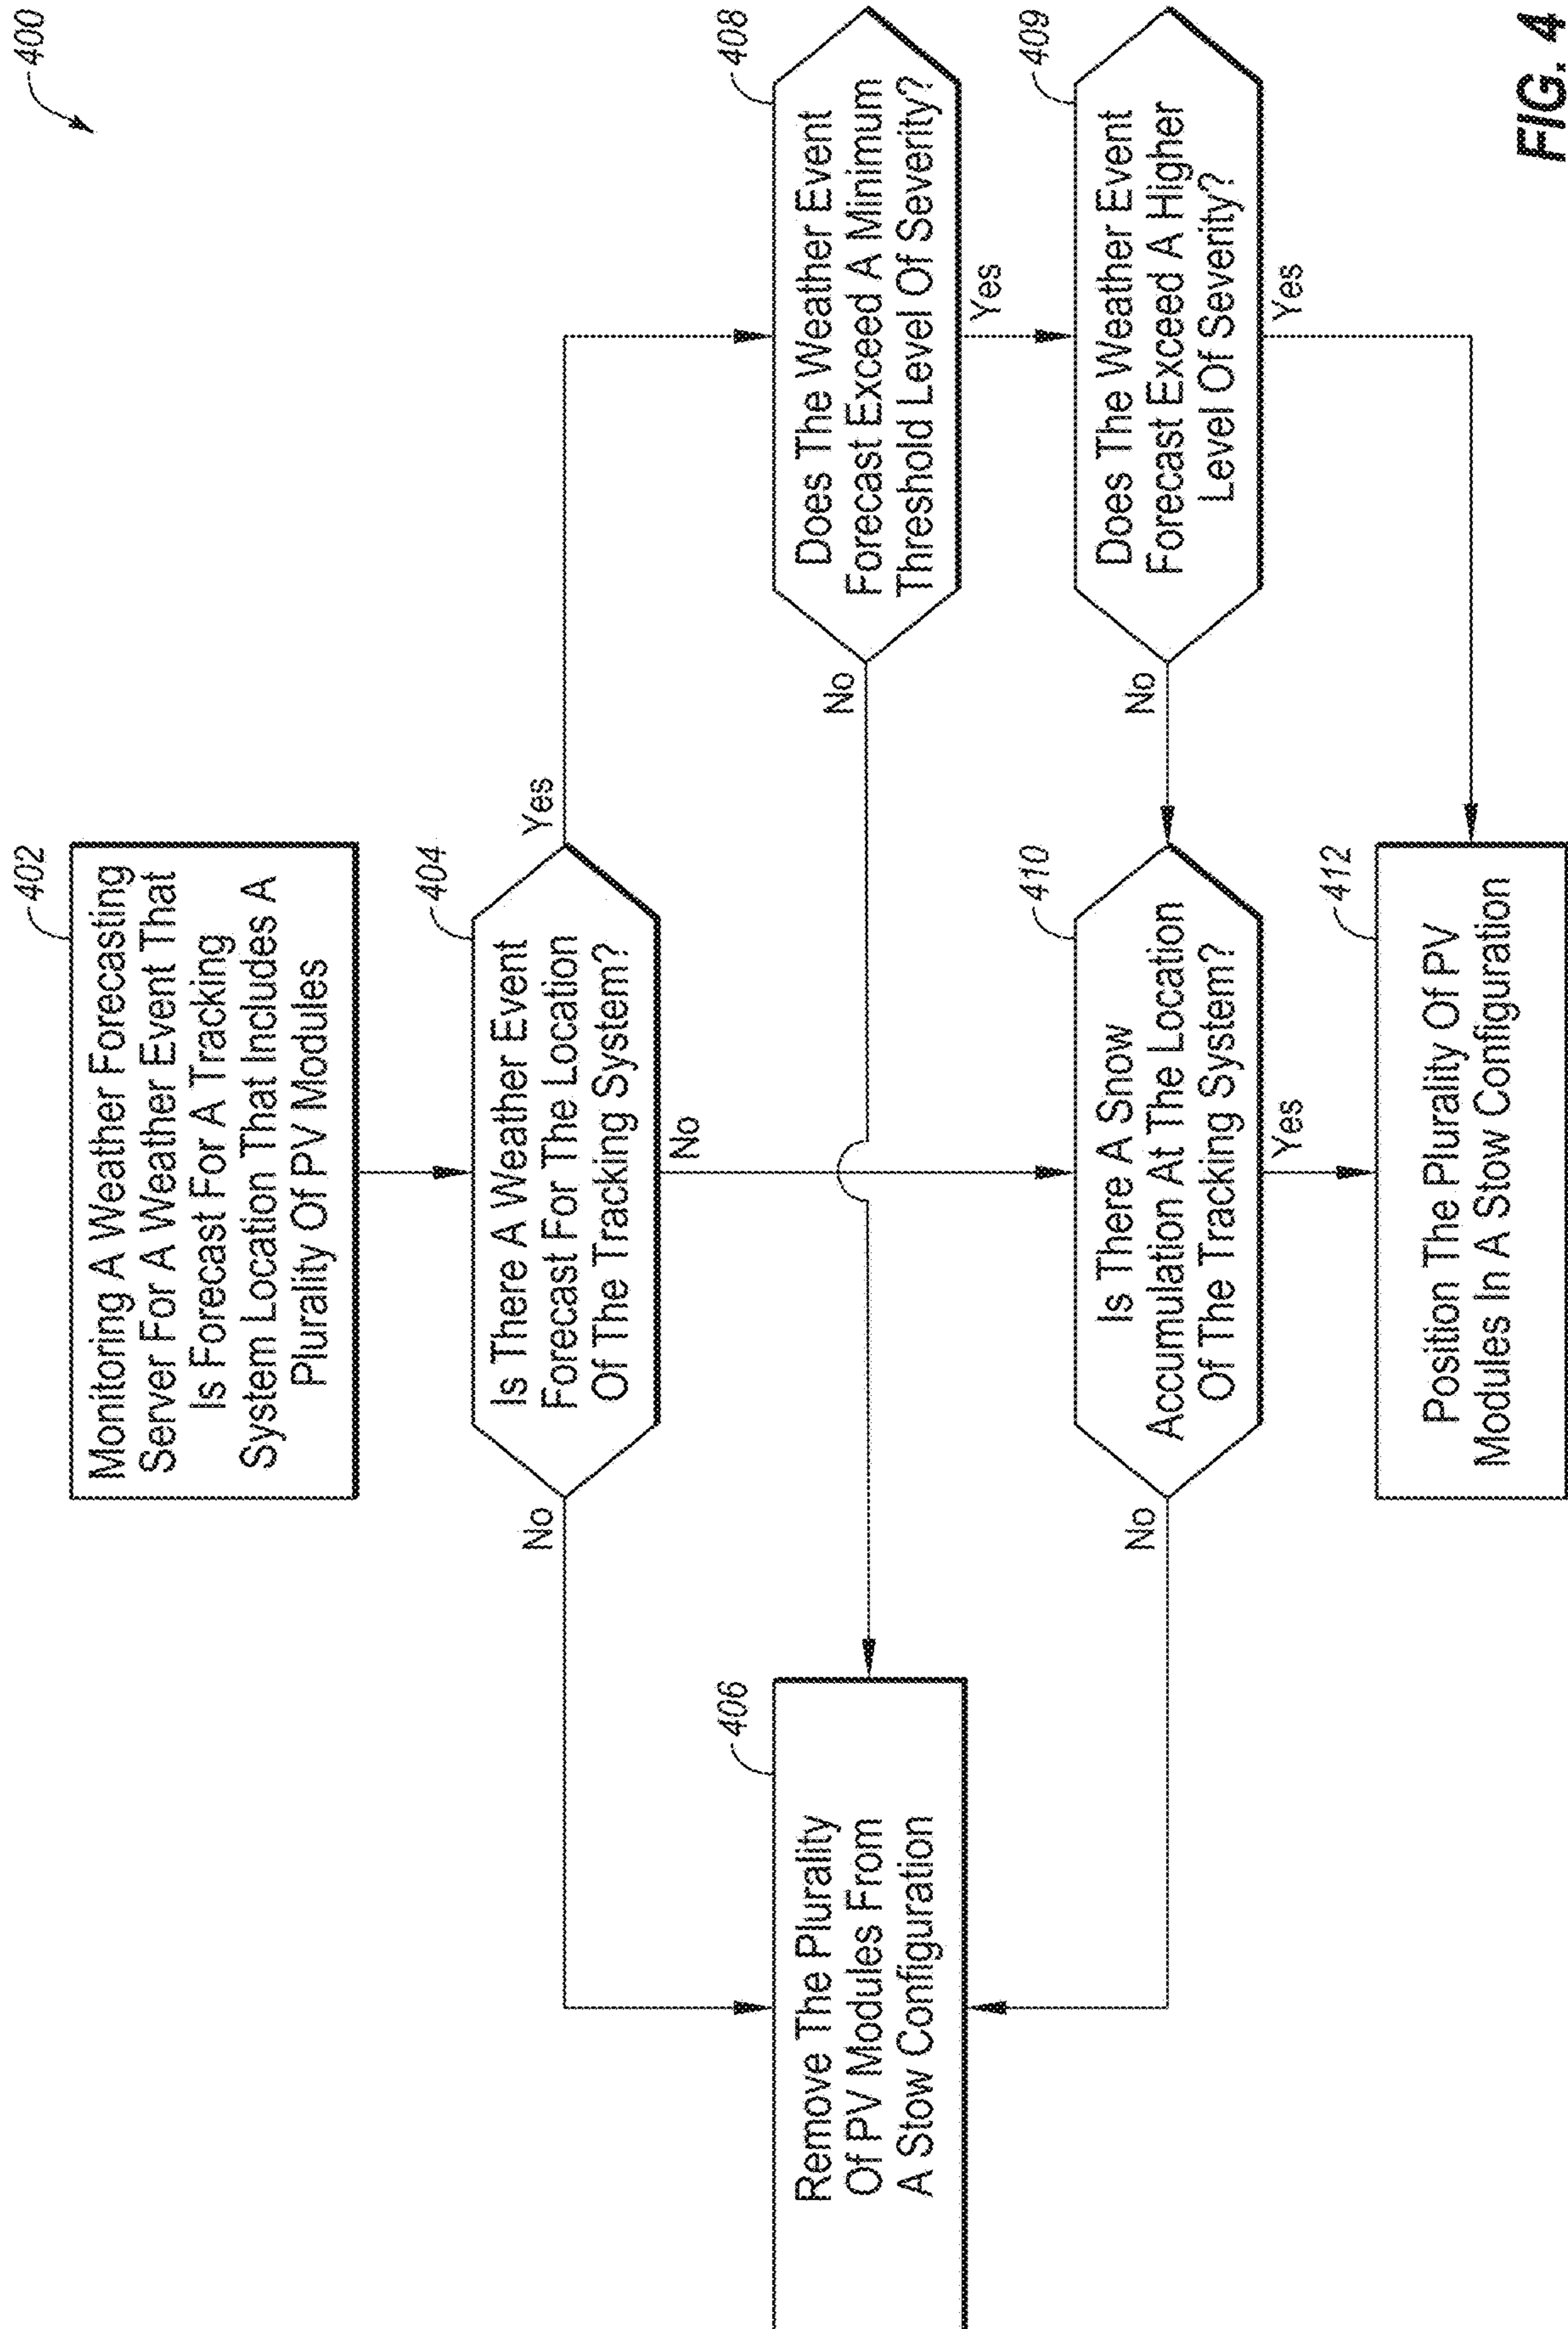 400
402
Monitoring A Weather Forecasting
Server For A Weather Event That
Is Forecast For A Tracking
System Location That Includes A
Plurality Of PV Modules
404
Is There A Weather Event
Forecast For The Location
Of The Tracking System?
No
Yes
No
408
Does The Weather Event
Forecast Exceed A Minimum
Threshold Level Of Severity?
No
Yes
406
Remove The Plurality
Of PV Modules From
A Stow Configuration
409
Does The Weather Event
Forecast Exceed A Higher
Level Of Severity?
No
Yes
410
Is There A Snow
Accumulation At The Location
Of The Tracking System?
No
Yes
412
Position The Plurality Of PV
Modules In A Stow Configuration
FIG. 4